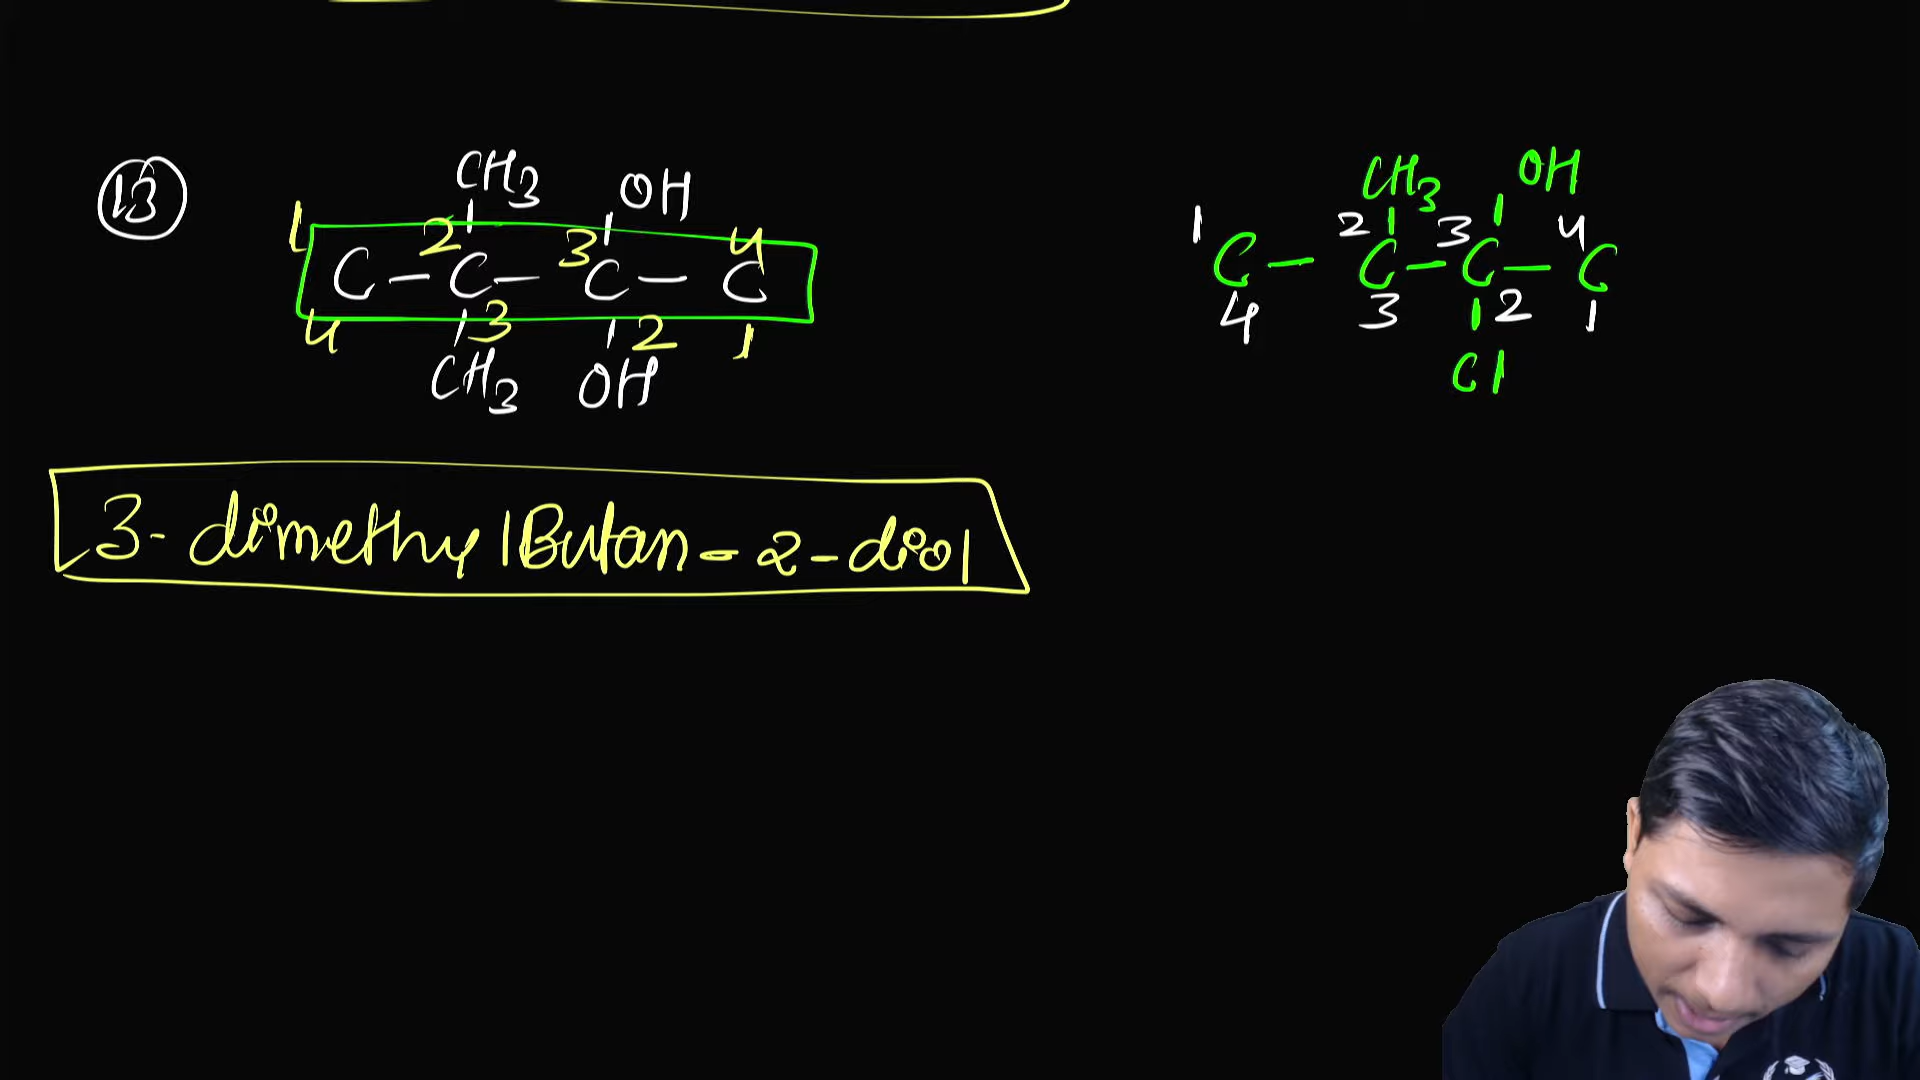 13
CH3 OH
1 2 3 4
C - C - C - C
4 3 2 1
CH3 OH
3- dimethylButan-2-diol
CH3 OH
1 2 3 4
C - C - C - C
4 3 2 1
Cl